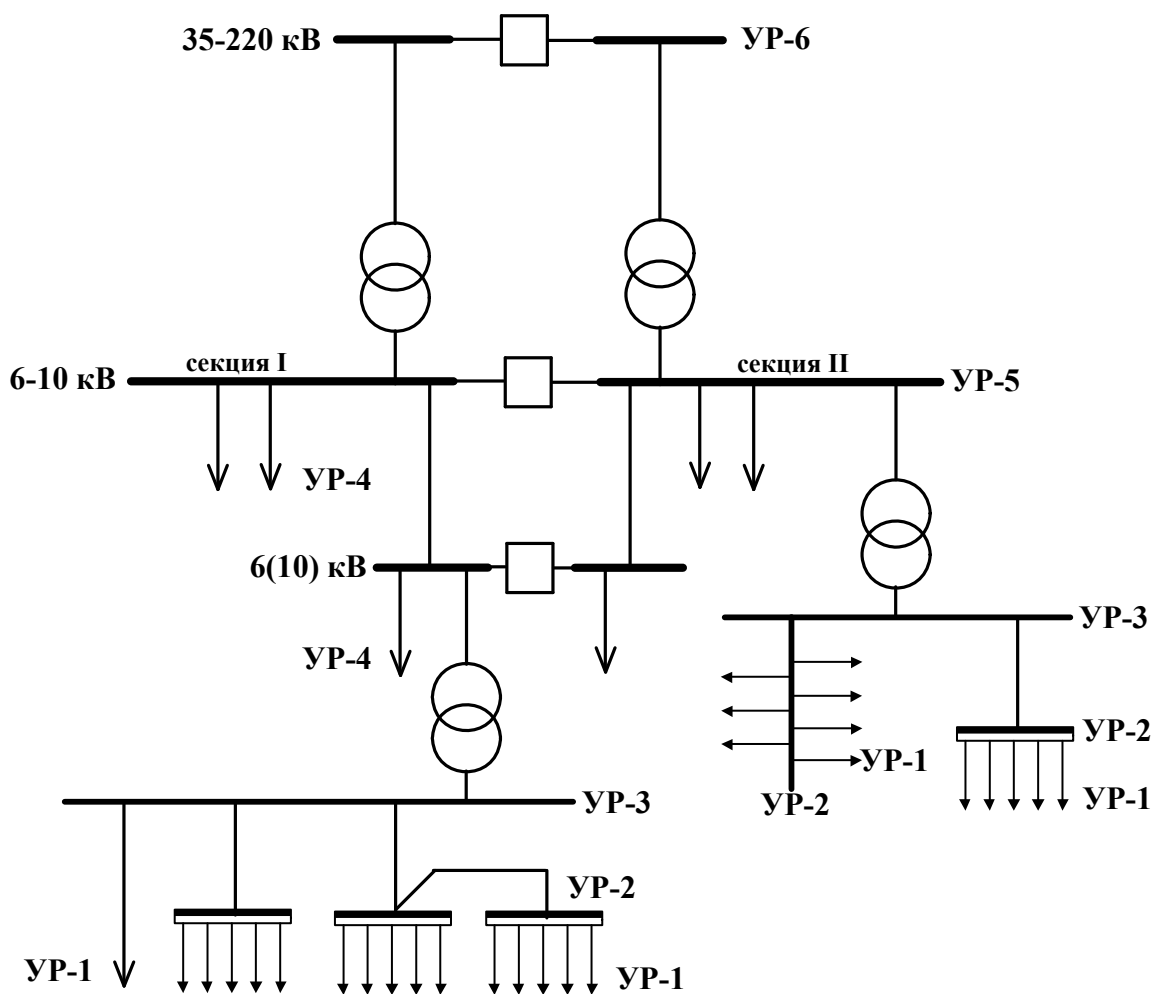 35-220 кВ
УР-6
секция I
секция II
6-10 кВ
УР-5
УР-4
6(10) кВ
УР-3
УР-4
УР-2
УР-1
УР-2
УР-1
УР-3
УР-2
УР-1
УР-1